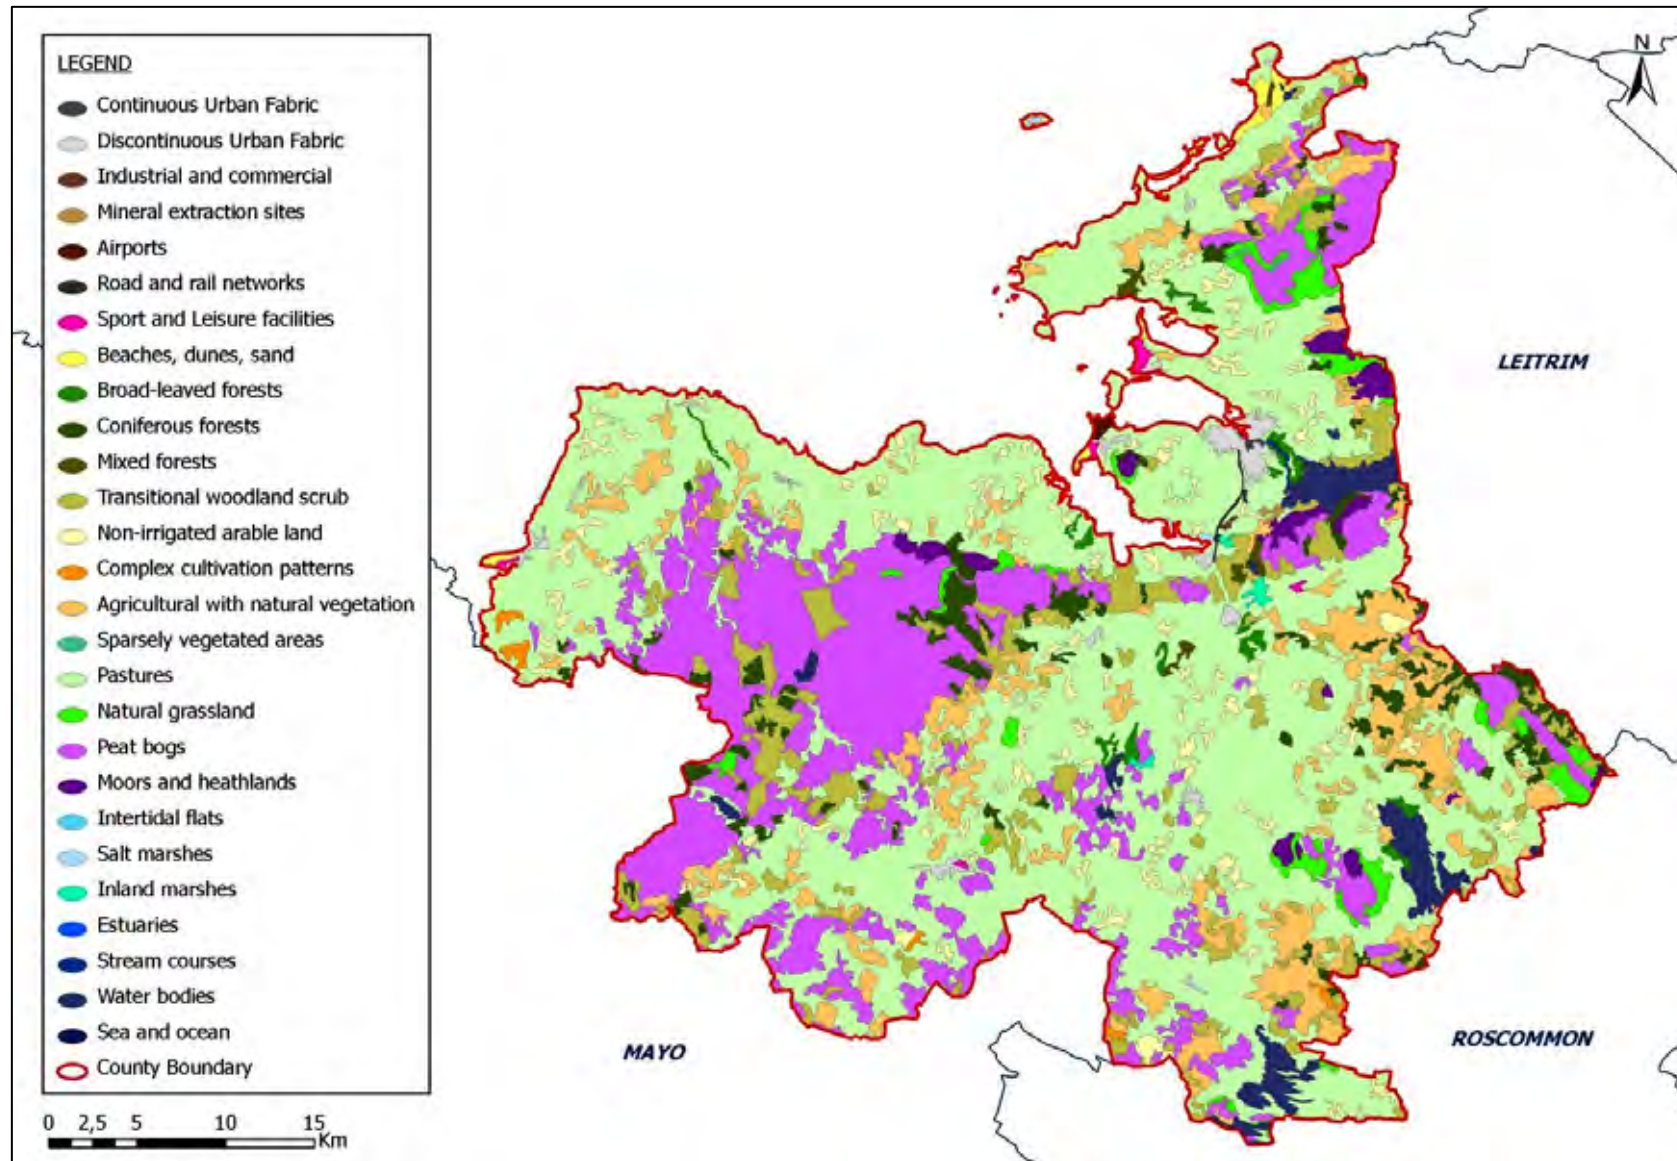 LEGEND
Continuous Urban Fabric
Discontinuous Urban Fabric
Industrial and commercial
Mineral extraction sites
Airports
Road and rail networks
Sport and Leisure facilities
Beaches, dunes, sand
Broad-leaved forests
Coniferous forests
Mixed forests
Transitional woodland scrub
Non-irrigated arable land
Complex cultivation patterns
Agricultural with natural vegetation
Sparsely vegetated areas
Pastures
Natural grassland
Peat bogs
Moors and heathlands
Intertidal flats
Salt marshes
Inland marshes
Estuaries
Stream courses
Water bodies
Sea and ocean
County Boundary
0 2,5 5 10 15
Km
N
LEITRIM
MAYO
ROSCOMMON